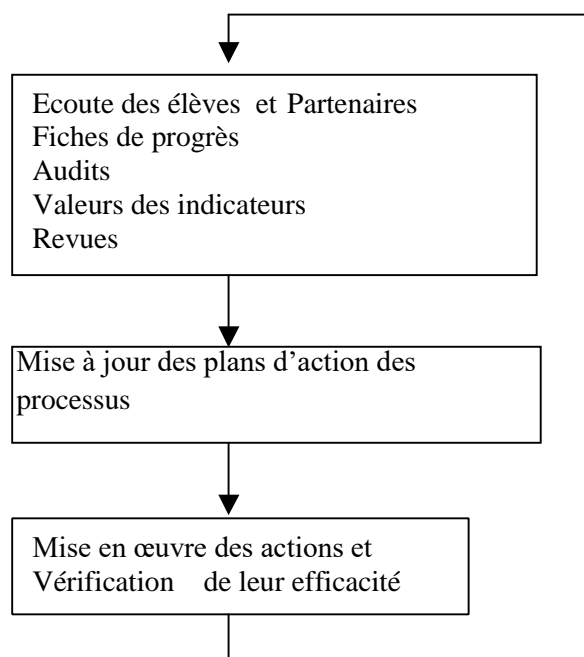 Ecoute des élèves et Partenaires
Fiches de progrès
Audits
Valeurs des indicateurs
Revues
Mise à jour des plans d’action des
processus
Mise en œuvre des actions et
Vérification de leur efficacité